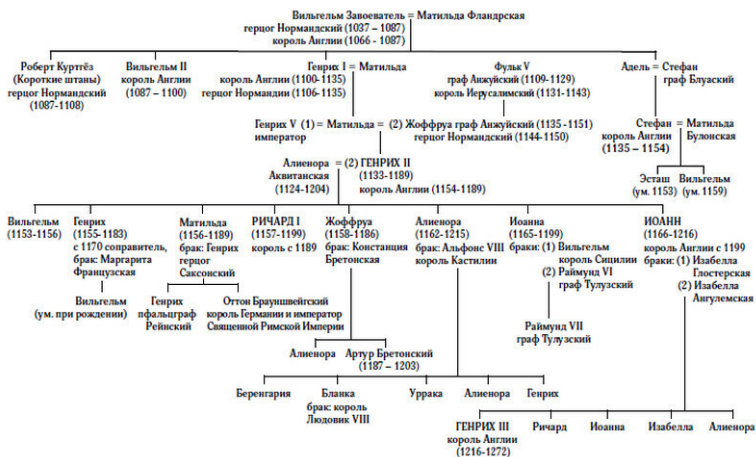 Вильгельм Завоеватель = Матильда Фландрская
герцог Нормандский (1037 – 1087)
король Англии (1066 - 1087)
Роберт Куртгёз
(Короткие штаны)
герцог Нормандский
(1087-1108)
Вильгельм II
король Англии
(1087 – 1100)
Генрих I = Матильда
король Англии (1100-1135)
герцог Нормандии (1106-1135)
Фульк V
граф Анжуйский (1109-1129)
король Иерусалимский (1131-1143)
Адель = Стефан
граф Блуаский
Генрих V (1) = Матильда = (2) Жоффруа граф Анжуйский (1135 -1151)
император
герцог Нормандский (1144-1150)
Стефан = Матильда
король Англии Булонская
(1135 – 1154)
Алиенора = (2) ГЕНРИХ II
Аквитанская (1133-1189)
(1124-1204) король Англии (1154-1189)
Эсташ
(ум. 1153)
Вильгельм
(ум. 1159)
Вильгельм
(1153-1156)
Генрих
(1155-1183)
с 1170 соправитель,
брак: Маргарита
Французская
Матильда
(1156-1189)
брак: Генрих
герцог
Саксонский
РИЧАРД I
(1157-1199)
король с 1189
Жоффруа
(1158-1186)
брак: Констанция
Бретонская
Алиенора
(1162-1215)
брак: Альфонс VIII
король Кастилии
Иоанна
(1165-1199)
браки: (1) Вильгельм
король Сицилии
(2) Раймунд VI
граф Тулузский
ИОАНН
(1166-1216)
король Англии с 1199
браки: (1) Изабелла
Глостерская
(2) Изабелла
Ангулемская
Вильгельм
(ум. при рождении)
Генрих
пфальцграф
Рейнский
Оттон Брауншвейгский
король Германии и император
Священной Римской Империи
Раймунд VII
граф Тулузский
Алиенора
Артур Бретонский
(1187 – 1203)
Беренгария
Бланка
брак: король
Людовик VIII
Уррака
Алиенора
Генрих
ГЕНРИХ III
король Англии
(1216-1272)
Ричард
Иоанна
Изабелла
Алиенора